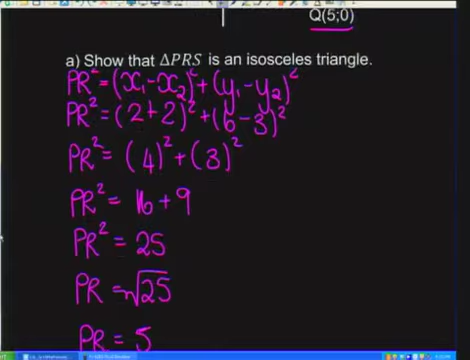 Q(5;0)
a) Show that ΔPRS is an isosceles triangle.
PR² = (x₁ - x₂)² + (y₁ - y₂)²
PR² = (2 + 2)² + (6 - 3)²
PR² = (4)² + (3)²
PR² = 16 + 9
PR² = 25
PR = √25
PR = 5